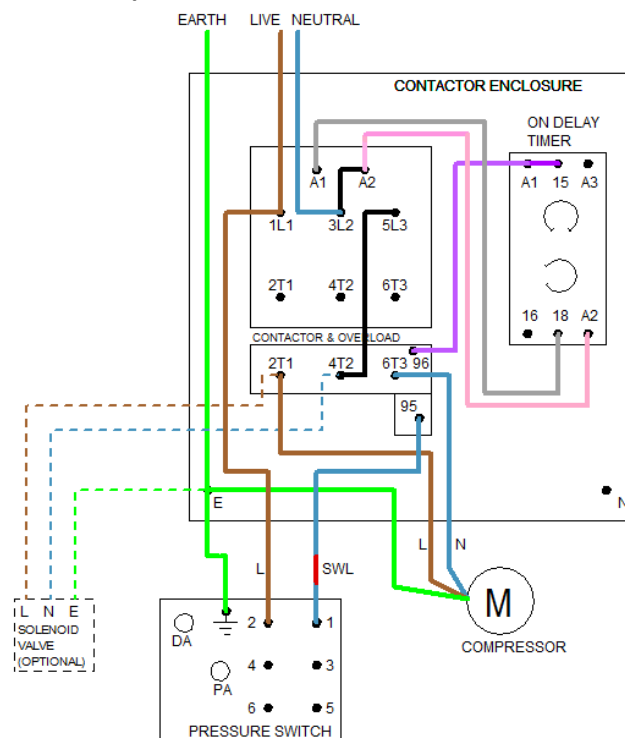 EARTH LIVE NEUTRAL
CONTACTOR ENCLOSURE
ON DELAY
TIMER
A1 A2
A1 15 A3
1L1 3L2 5L3
2T1 4T2 6T3
16 18 A2
CONTACTOR & OVERLOAD
2T1 4T2 6T3 96
95
E
N
L N
L SWL
L N E
SOLENOID
VALVE
(OPTIONAL)
DA
2 1
M
COMPRESSOR
4 3
PA
6 5
PRESSURE SWITCH